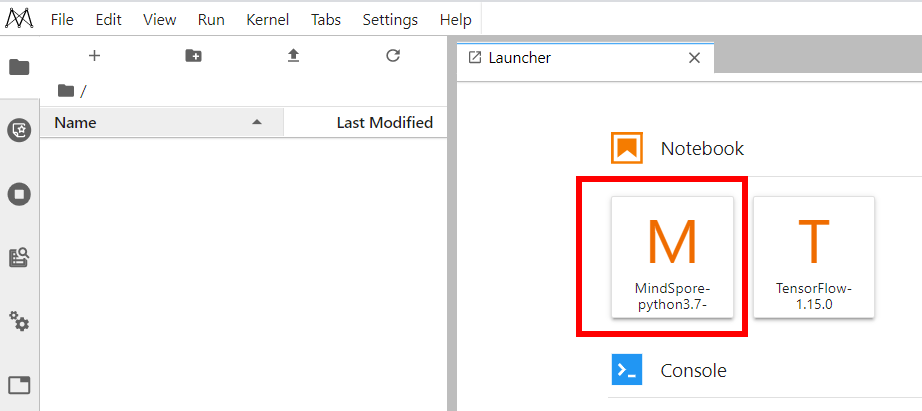 File Edit View Run Kernel Tabs Settings Help
Launcher
/
Name Last Modified
Notebook
M
MindSpore-
python3.7-
T
TensorFlow-
1.15.0
Console